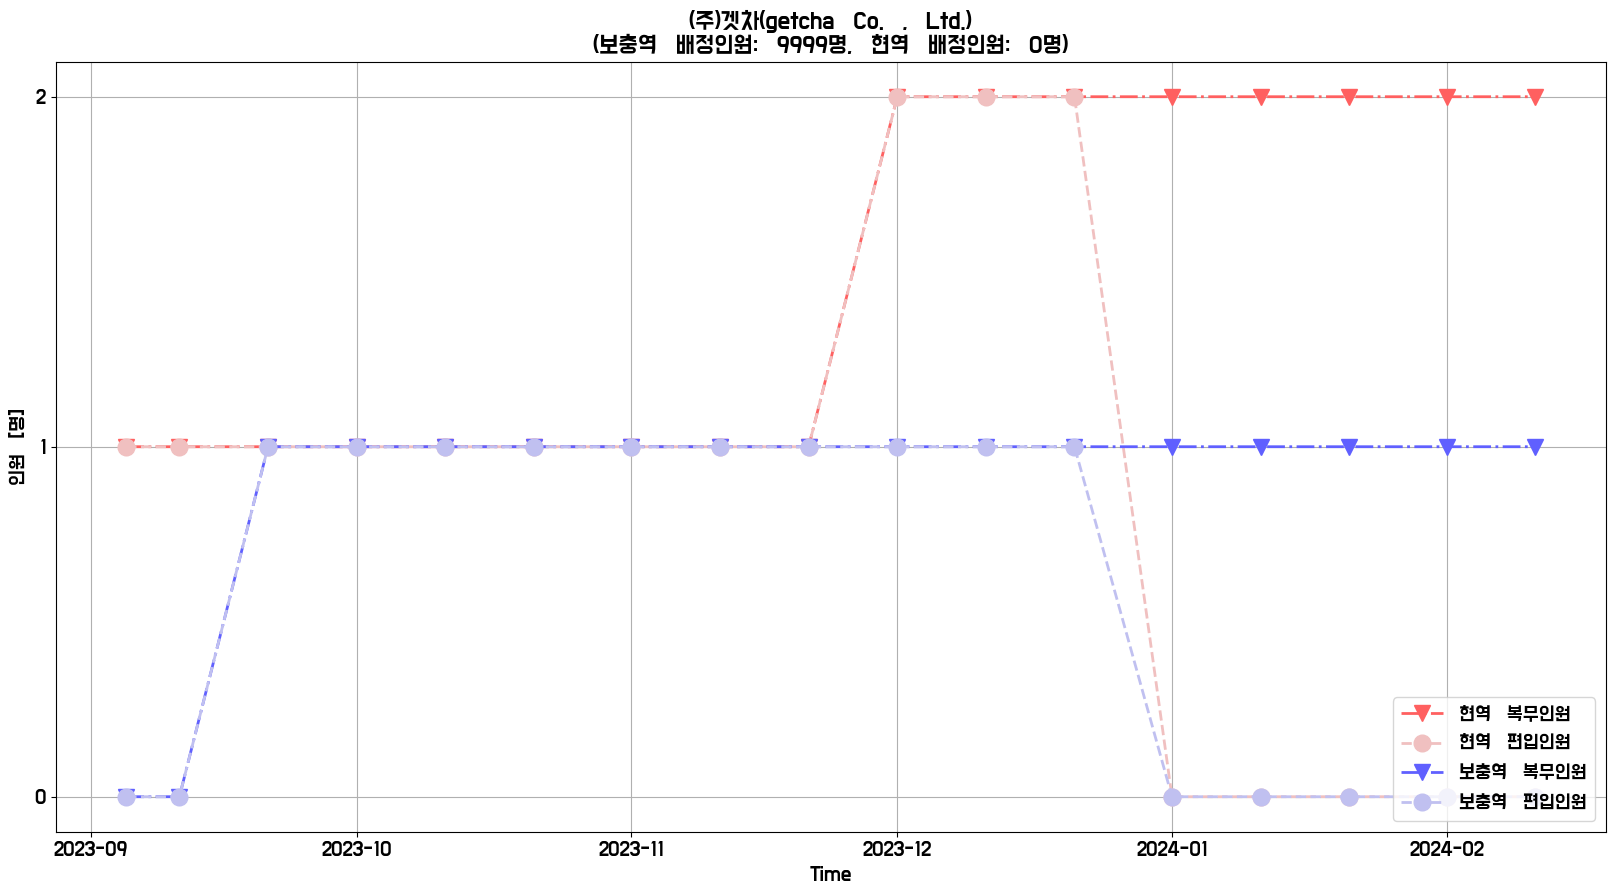 (주)겟차(getcha Co. , Ltd.)
(보충역 배정인원: 9999명, 현역 배정인원: 0명)
2
1
0
인원 [명]
2023-09 2023-10 2023-11 2023-12 2024-01 2024-02
Time
현역 복무인원
현역 편입인원
보충역 복무인원
보충역 편입인원